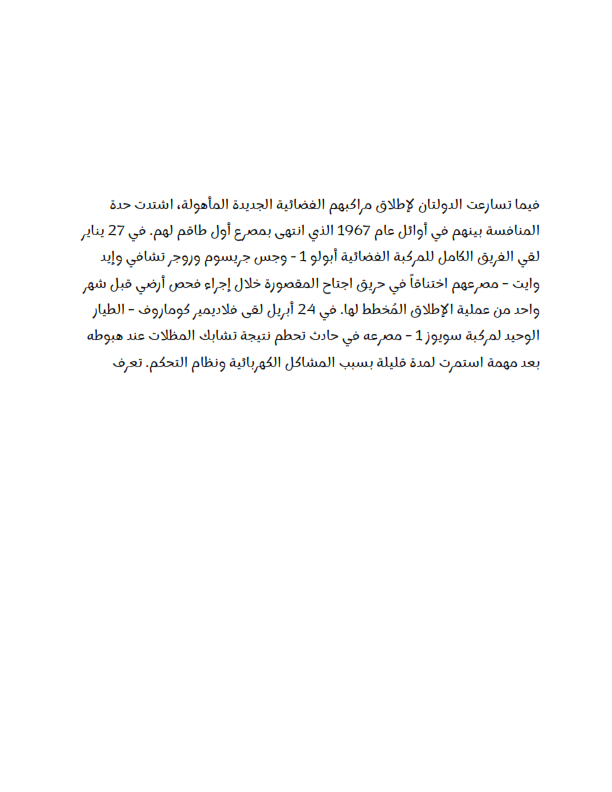 فيما تسارعت الدولتان لإطلاق مراكبهم الفضائية الجديدة المأهولة، اشتدت حدة
المنافسة بينهم في أوائل عام 1967 الذي انتهى بمصرع أول طاقم لهم. في 27 يناير
لقي الفريق الكامل للمركبة الفضائية أبولو 1 - وجس جريسوم وروجر تشافي وإيد
وايت - مصرعهم اختناقاً في حريق اجتاح المقصورة خلال إجراء فحص أرضي قبل شهر
واحد من عملية الإطلاق المُخطط لها. في 24 أبريل لقى فلاديمير كوماروف - الطيار
الوحيد لمركبة سويوز 1 - مصرعه في حادث تحطم نتيجة تشابك المظلات عند هبوطه
بعد مهمة استمرت لمدة قليلة بسبب المشاكل الكهربائية ونظام التحكم. تعرف